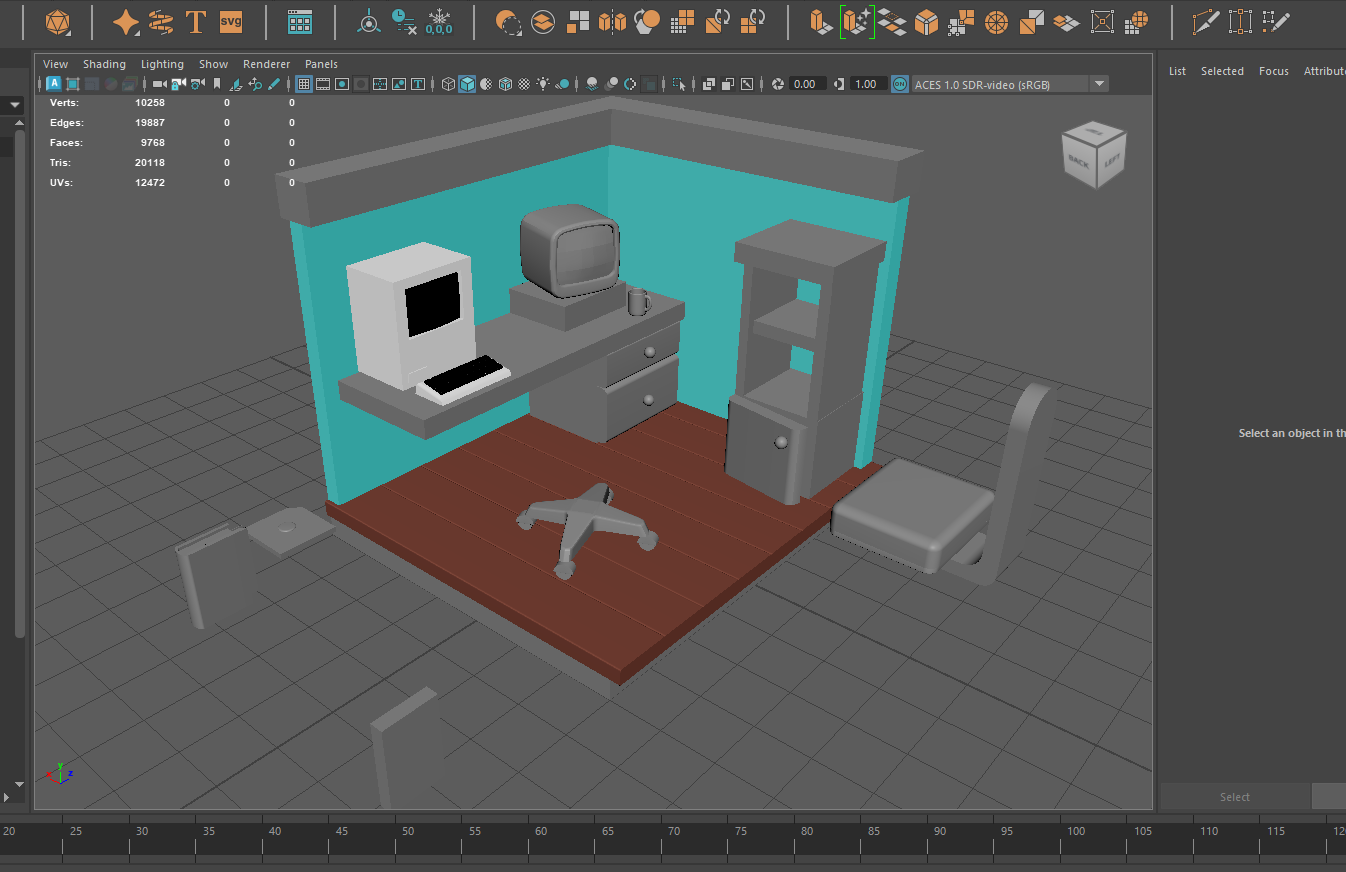 SVG
0,0,0
View Shading Lighting Show Renderer Panels
List Selected Focus Attribute
A
T
0.00
1.00
ON
ACES 1.0 SDR-video (sRGB)
Verts: 10258 0 0
Edges: 19887 0 0
Faces: 9768 0 0
Tris: 20118 0 0
UVs: 12472 0 0
BACK
LEFT
Select an object in th
y
x
z
Select
20 25 30 35 40 45 50 55 60 65 70 75 80 85 90 95 100 105 110 115 12